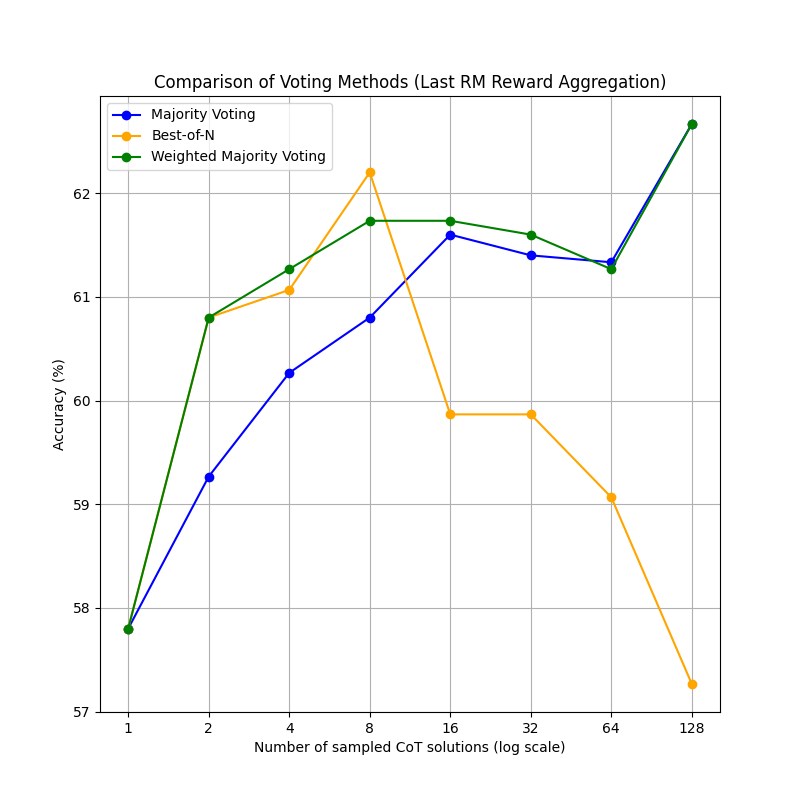 Comparison of Voting Methods (Last RM Reward Aggregation)
Majority Voting
Best-of-N
Weighted Majority Voting
Accuracy (%)
62
61
60
59
58
57
1 2 4 8 16 32 64 128
Number of sampled CoT solutions (log scale)